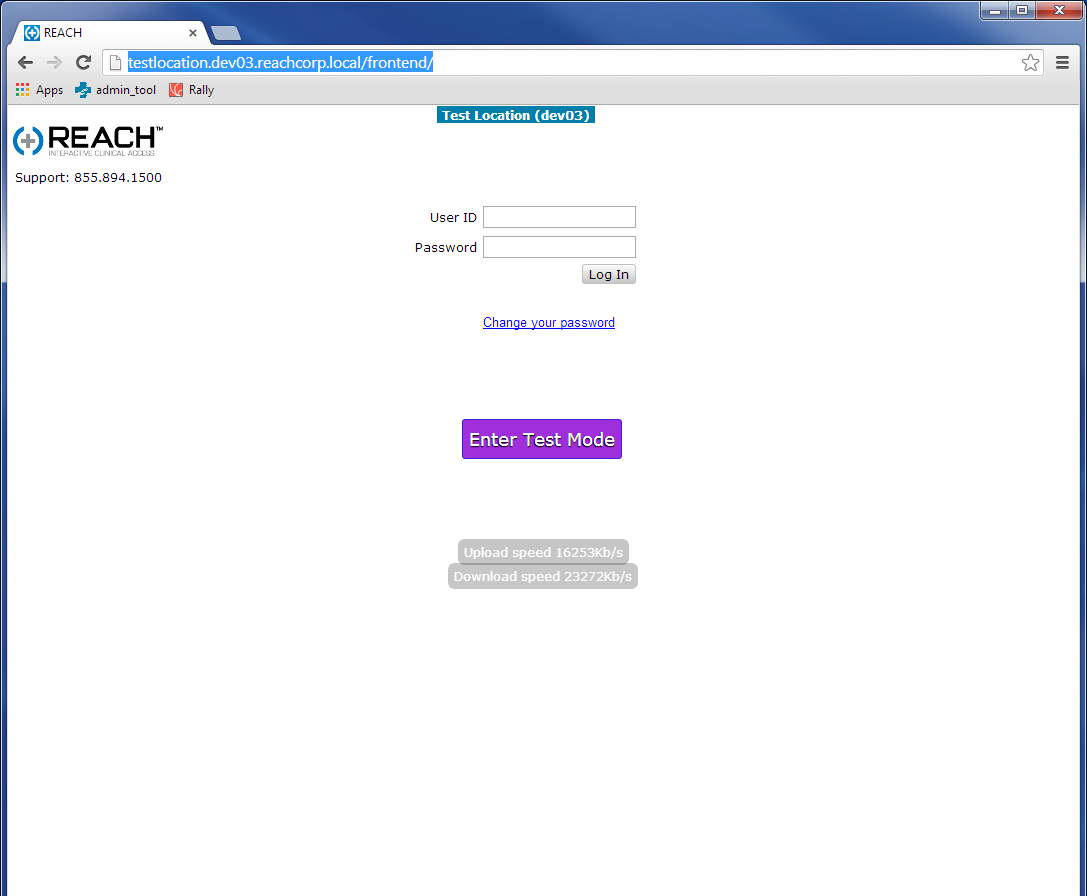 REACH
testlocation.dev03.reachcorp.local/frontend/
Apps admin_tool Rally
Test Location (dev03)
REACH™
INTERACTIVE CLINICAL ACCESS
Support: 855.894.1500
User ID
Password
Log In
Change your password
Enter Test Mode
Upload speed 16253Kb/s
Download speed 23272Kb/s